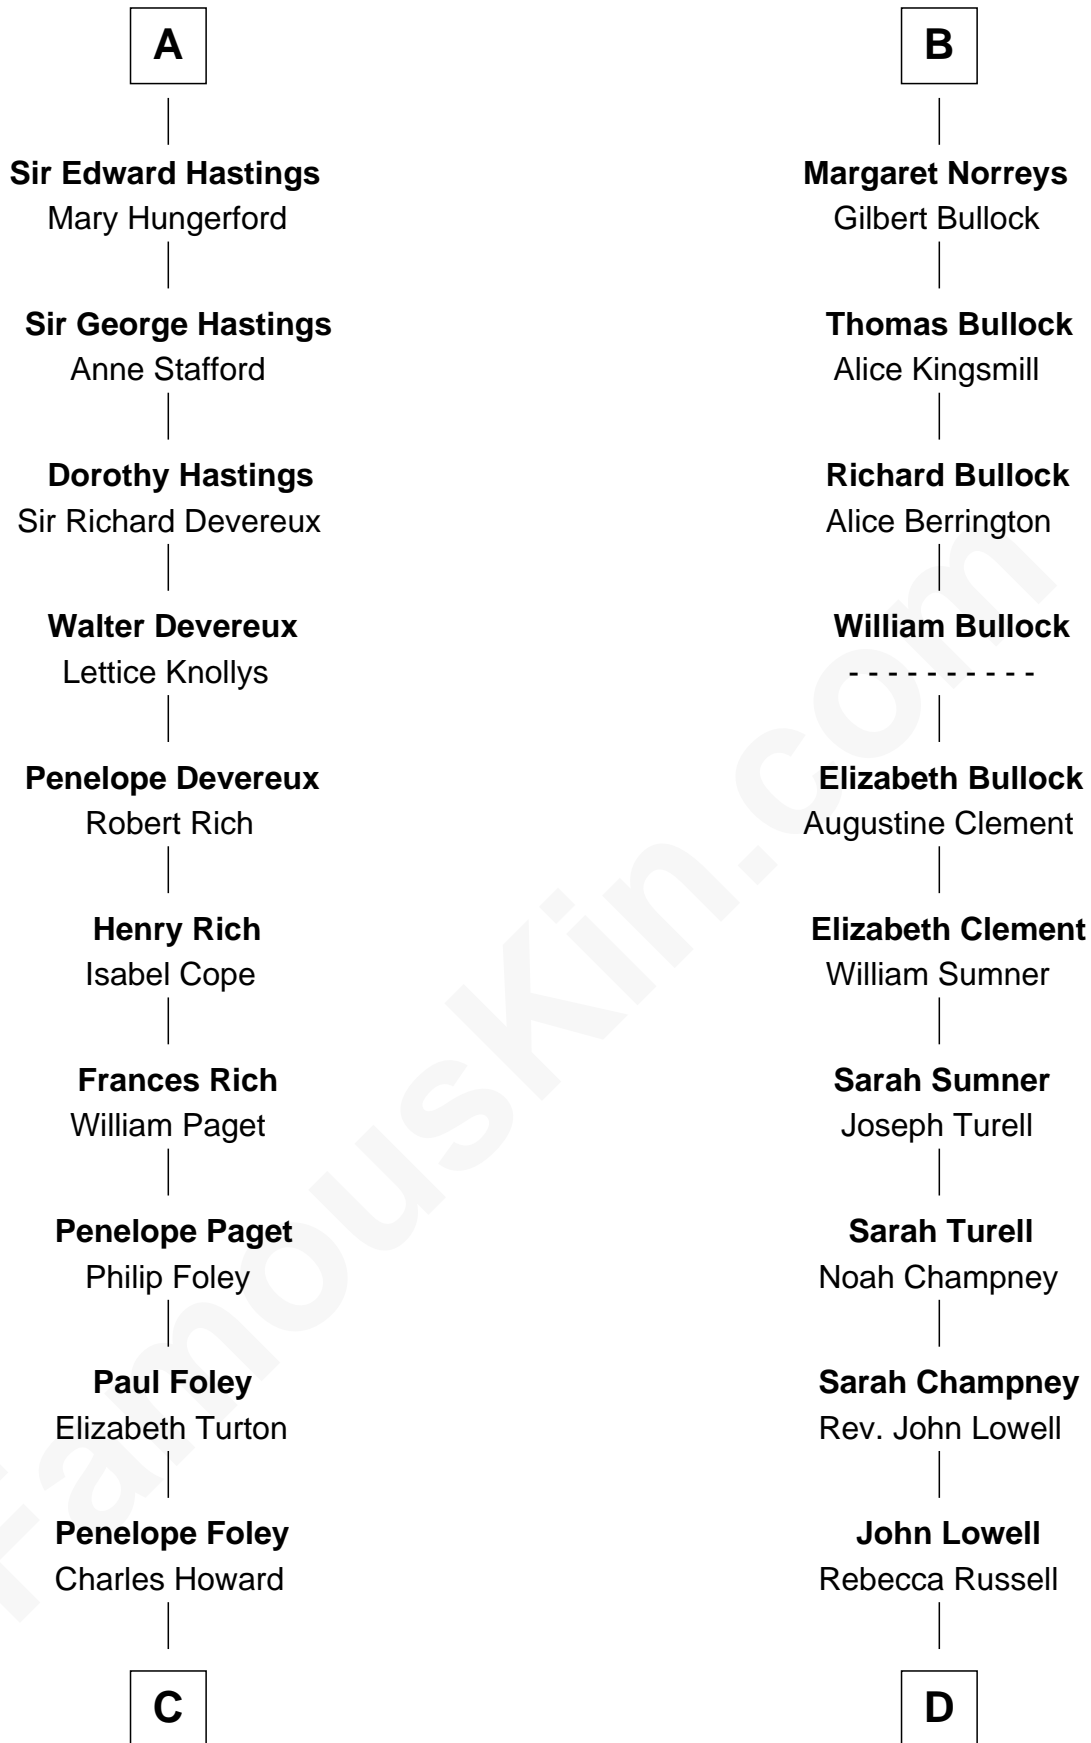 A
Sir Edward Hastings
Mary Hungerford
Sir George Hastings
Anne Stafford
Dorothy Hastings
Sir Richard Devereux
Walter Devereux
Lettice Knollys
Penelope Devereux
Robert Rich
Henry Rich
Isabel Cope
Frances Rich
William Paget
Penelope Paget
Philip Foley
Paul Foley
Elizabeth Turton
Penelope Foley
Charles Howard
C
B
Margaret Norreys
Gilbert Bullock
Thomas Bullock
Alice Kingsmill
Richard Bullock
Alice Berrington
William Bullock
- - - - - - - - - -
Elizabeth Bullock
Augustine Clement
Elizabeth Clement
William Sumner
Sarah Sumner
Joseph Turell
Sarah Turell
Noah Champney
Sarah Champney
Rev. John Lowell
John Lowell
Rebecca Russell
D
FamousKin.com